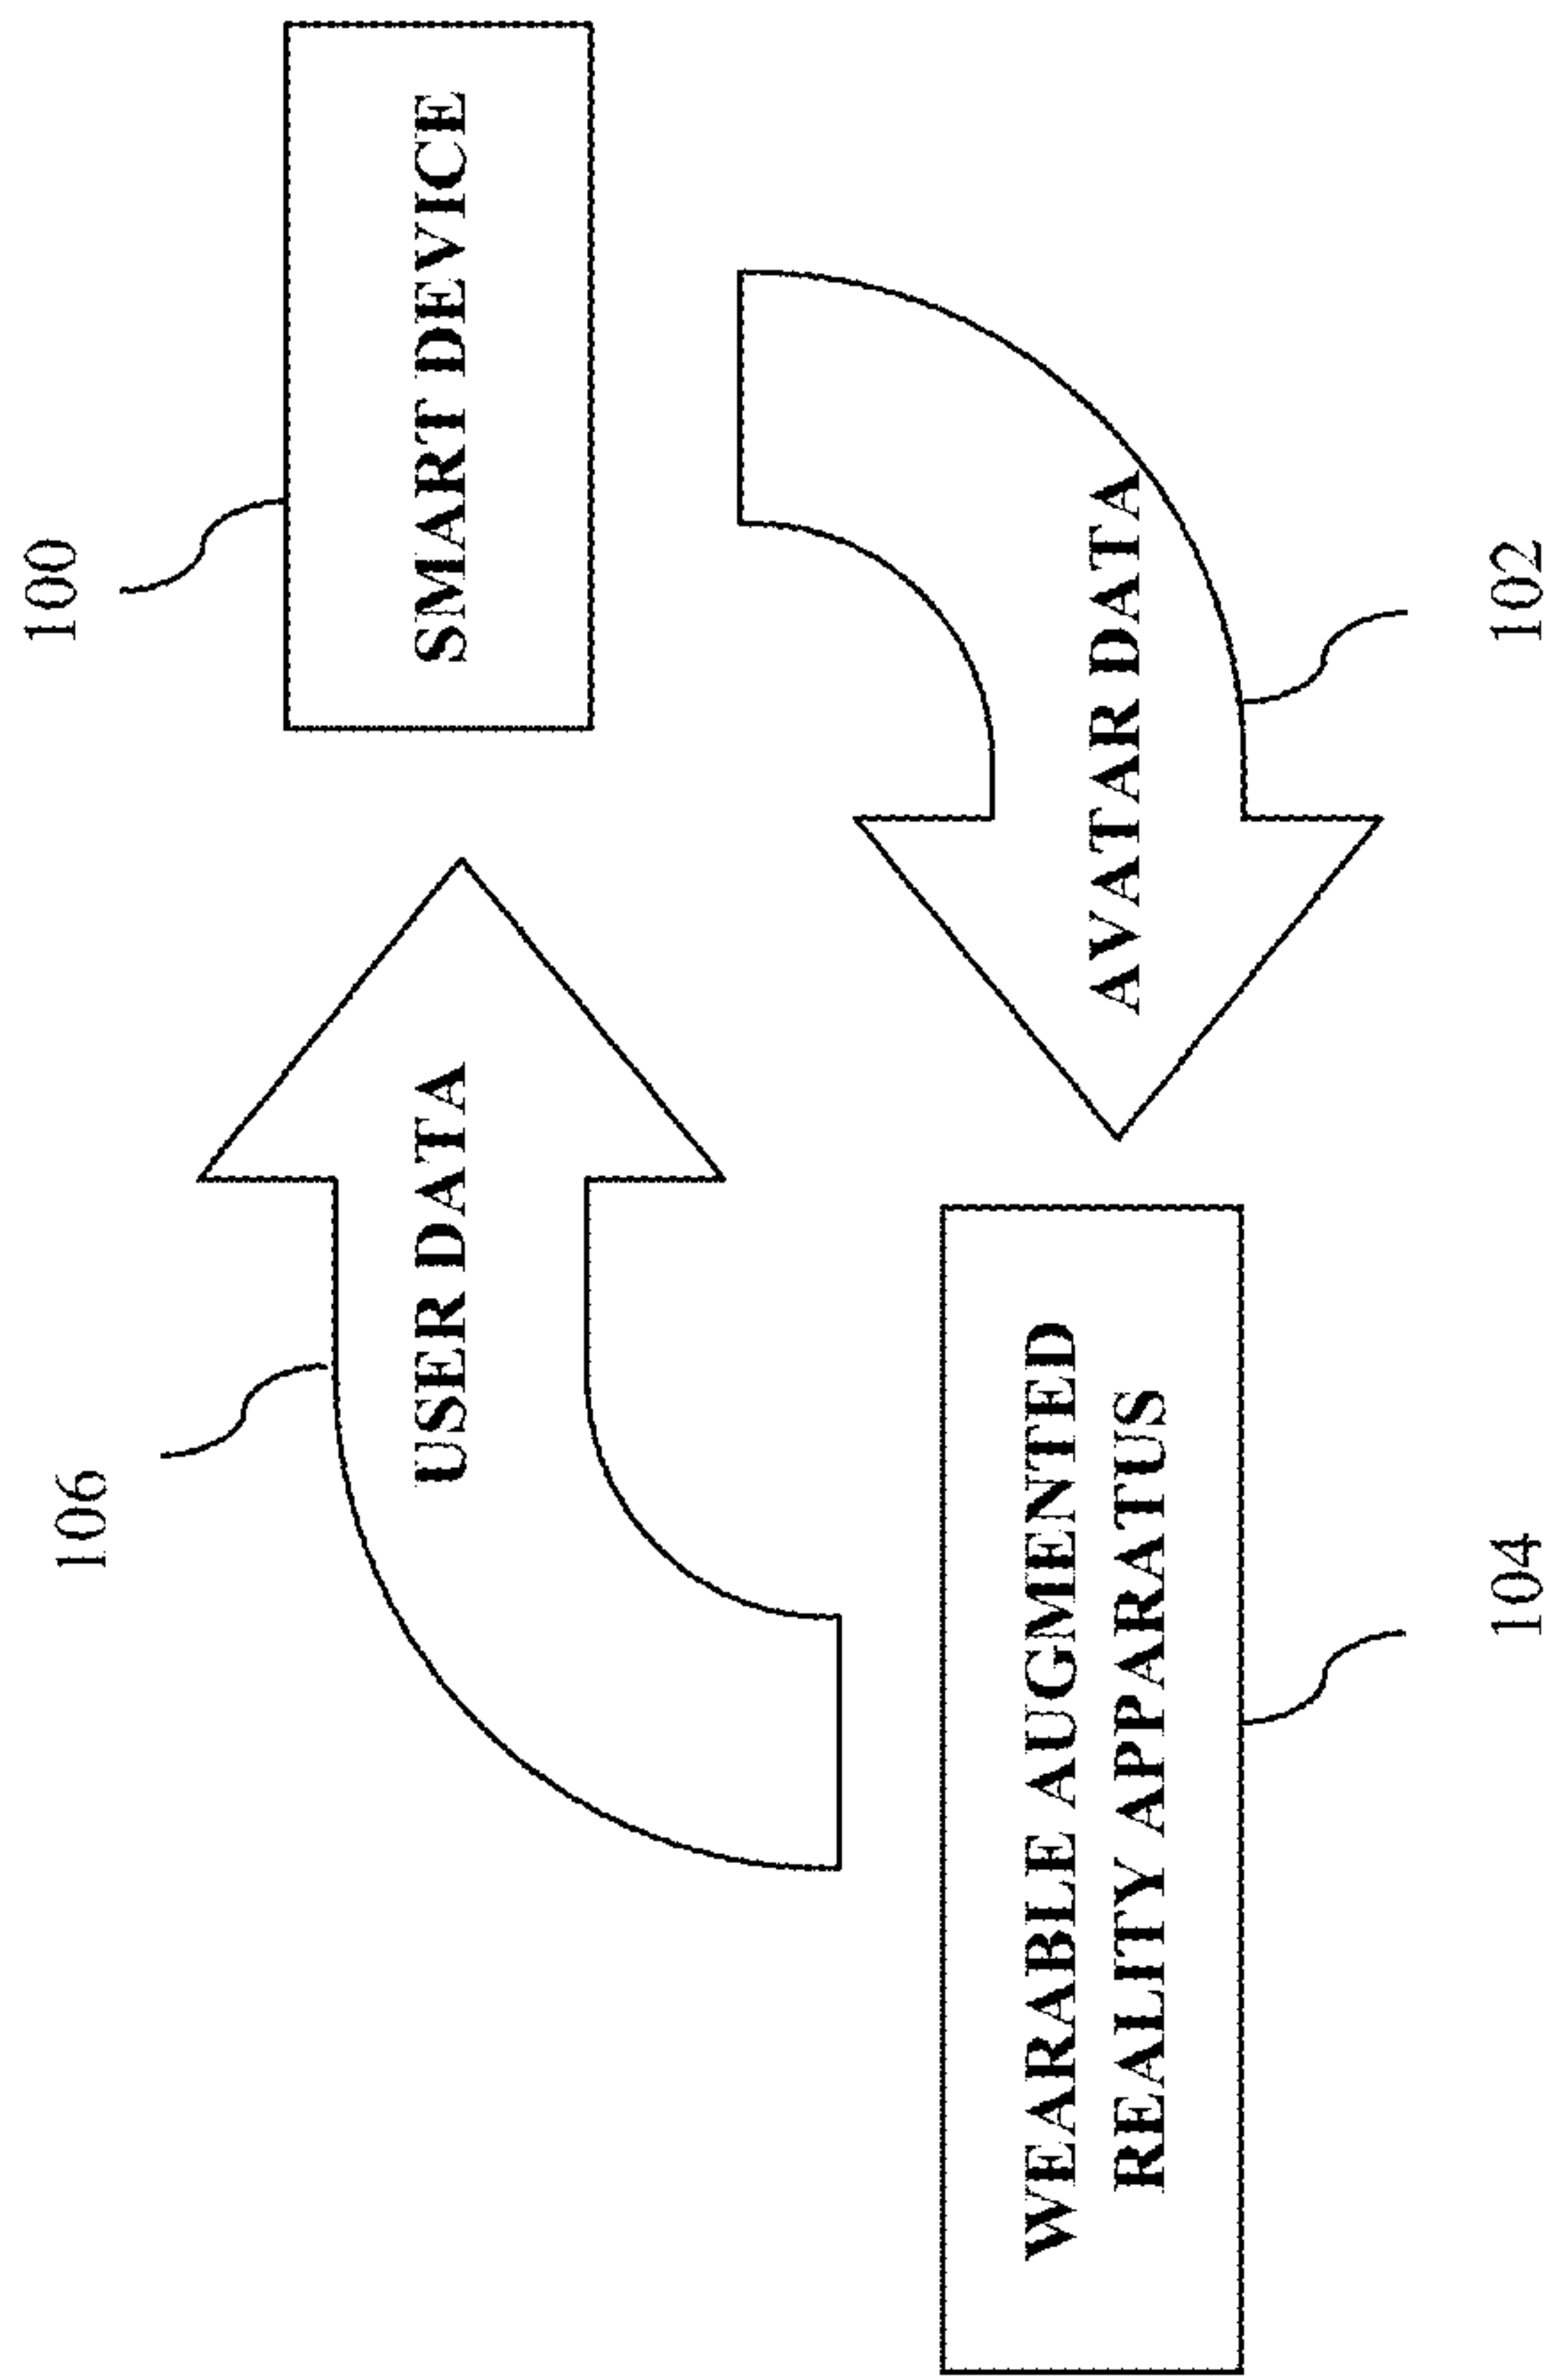 106
100
USER DATA
SMART DEVICE
WEARABLE AUGMENTED
REALITY APPARATUS
AVATAR DATA
104
102